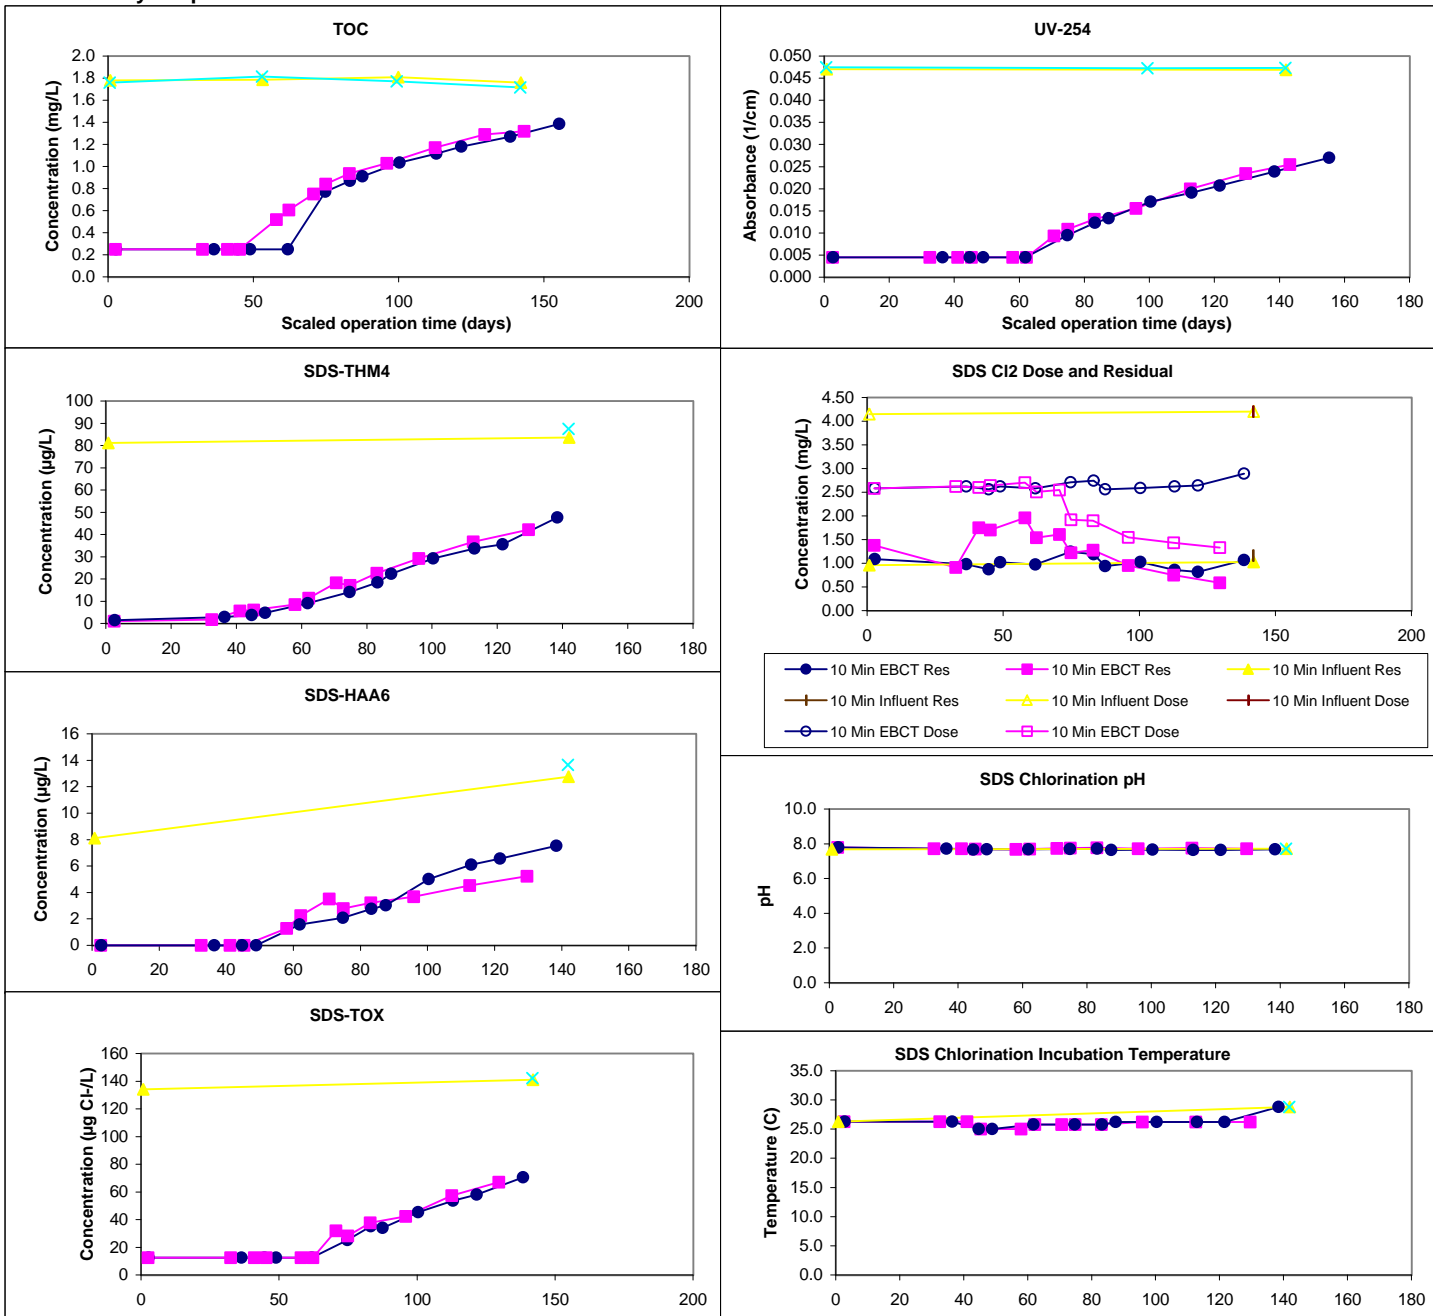 TOC
Concentration (mg/L)
2.0
1.8
1.6
1.4
1.2
1.0
0.8
0.6
0.4
0.2
0.0
0 50 100 150 200
Scaled operation time (days)
UV-254
Absorbance (1/cm)
0.050
0.045
0.040
0.035
0.030
0.025
0.020
0.015
0.010
0.005
0.000
0 20 40 60 80 100 120 140 160 180
Scaled operation time (days)
SDS-THM4
Concentration (µg/L)
100
90
80
70
60
50
40
30
20
10
0
0 20 40 60 80 100 120 140 160 180
SDS Cl2 Dose and Residual
Concentration (mg/L)
4.50
4.00
3.50
3.00
2.50
2.00
1.50
1.00
0.50
0.00
0 50 100 150 200
10 Min EBCT Res 10 Min EBCT Res 10 Min Influent Res
10 Min Influent Res 10 Min Influent Dose 10 Min Influent Dose
10 Min EBCT Dose 10 Min EBCT Dose
SDS-HAA6
Concentration (µg/L)
16
14
12
10
8
6
4
2
0
0 20 40 60 80 100 120 140 160 180
SDS Chlorination pH
pH
10.0
8.0
6.0
4.0
2.0
0.0
0 20 40 60 80 100 120 140 160 180
SDS-TOX
Concentration (µg Cl-/L)
160
140
120
100
80
60
40
20
0
0 50 100 150 200
SDS Chlorination Incubation Temperature
Temperature (C)
35.0
30.0
25.0
20.0
15.0
10.0
5.0
0.0
0 20 40 60 80 100 120 140 160 180